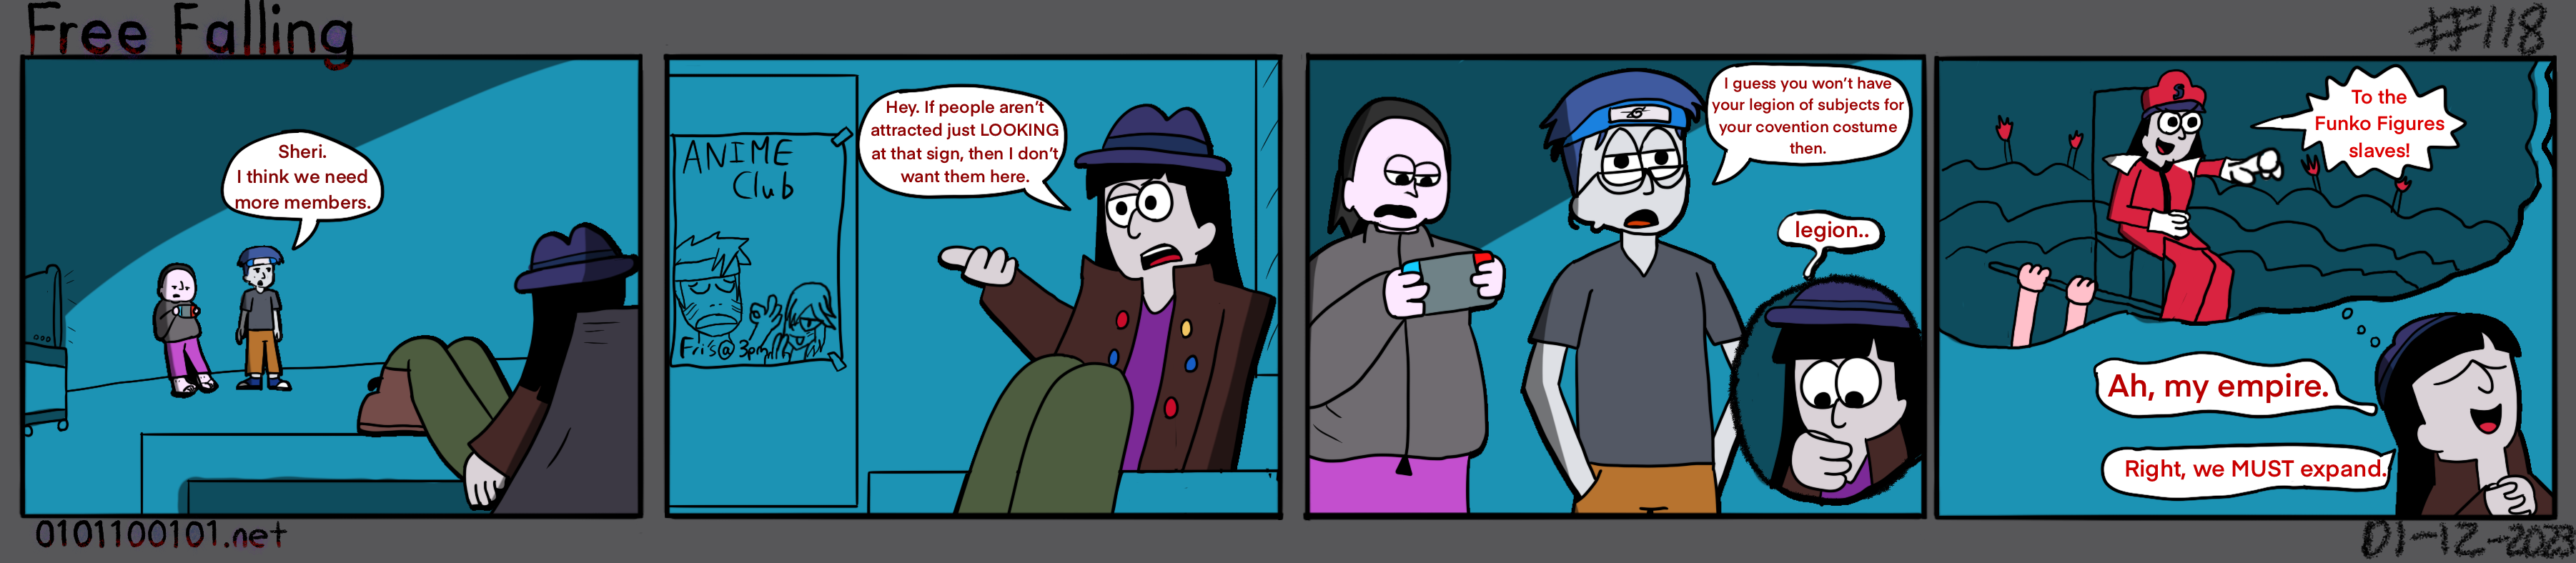 Free Falling
#118
Sheri.
I think we need
more members.
ANIME
Club
Fri's@ 3pm
Hey. If people aren't
attracted just LOOKING
at that sign, then I don't
want them here.
I guess you won't have
your legion of subjects for
your covention costume
then.
legion..
S
To the
Funko Figures
slaves!
Ah, my empire.
Right, we MUST expand.
0101100101.net
01-12-2023